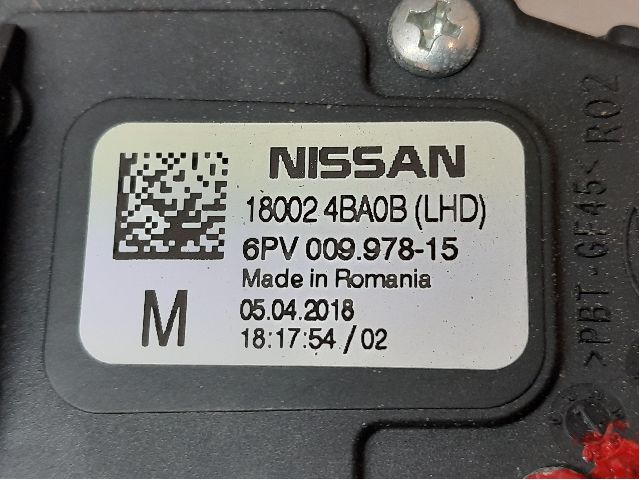 NISSAN
18002 4BA0B (LHD)
6PV 009.978-15
Made in Romania
05.04.2018
18:17:54 / 02
M
>PBT-GF45< R02